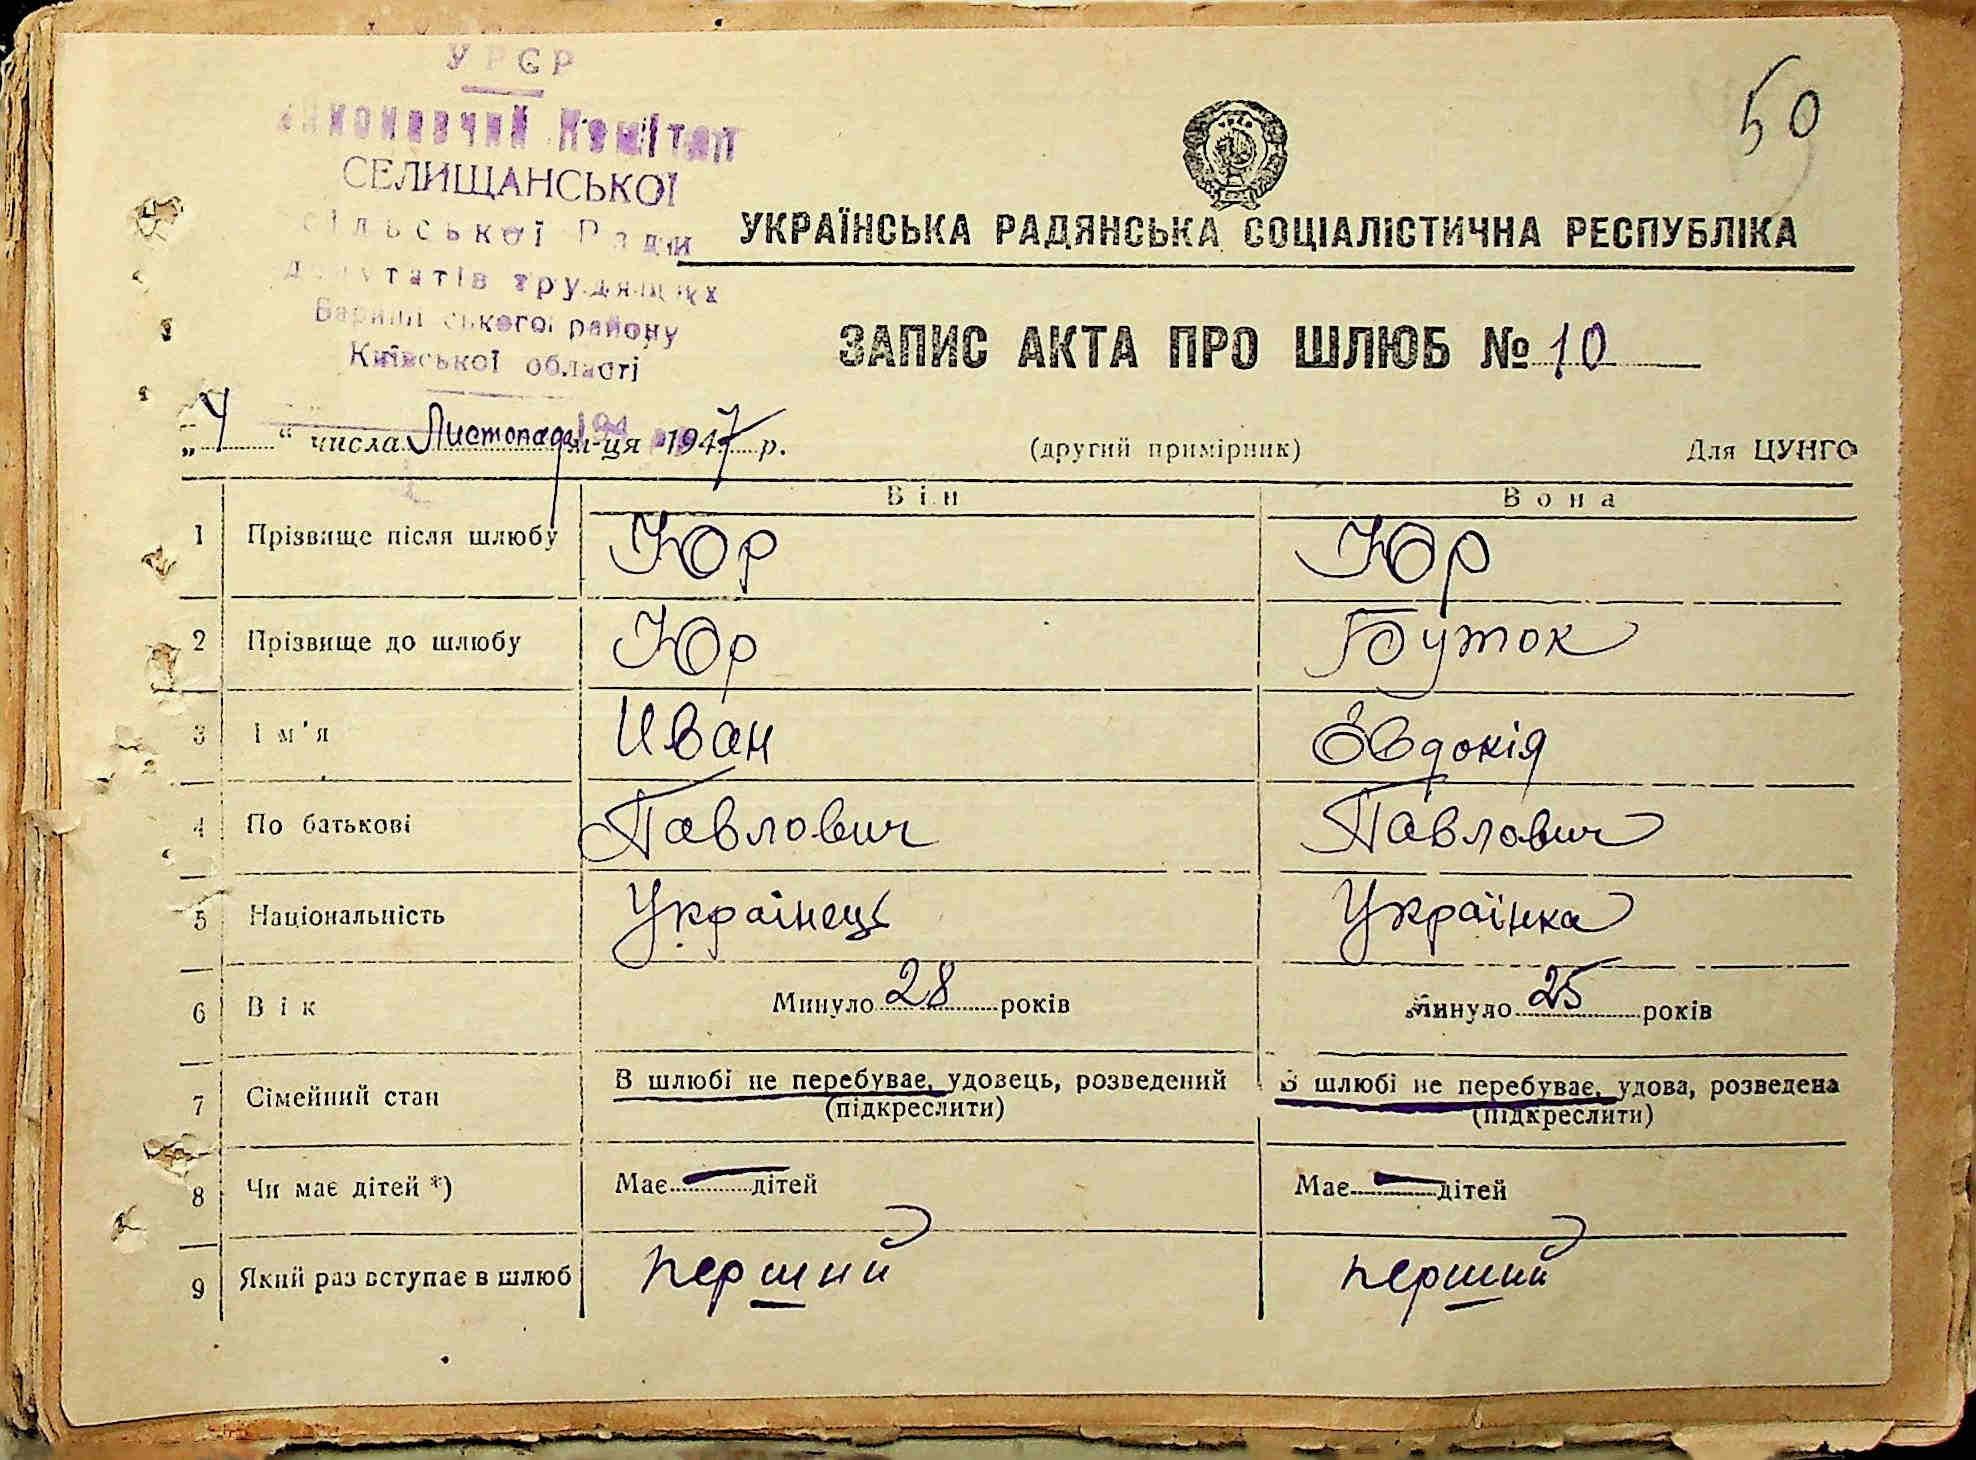 50
УРСР
Виконавчий Комітет
СЕЛИЩАНСЬКОЇ
сільської Ради
депутатів трудящих
Баришівського району
Київської області
УКРАЇНСЬКА РАДЯНСЬКА СОЦІАЛІСТИЧНА РЕСПУБЛІКА
ЗАПИС АКТА ПРО ШЛЮБ № 10
„4“ числа Листопада м-ця 1947 р. (другий примірник) Для ЦУНГО
Він Вона
1 Прізвище після шлюбу Юр Юр
2 Прізвище до шлюбу Юр Буток
3 Ім'я Иван Євдокія
4 По батькові Павлович Павлович
5 Національність Українець Українка
6 Вік Минуло 28 років Минуло 25 років
7 Сімейний стан В шлюбі не перебуває, удовець, розведений В шлюбі не перебуває, удова, розведена
(підкреслити) (підкреслити)
8 Чи має дітей *) Має — дітей Має — дітей
9 Який раз вступає в шлюб перший перший